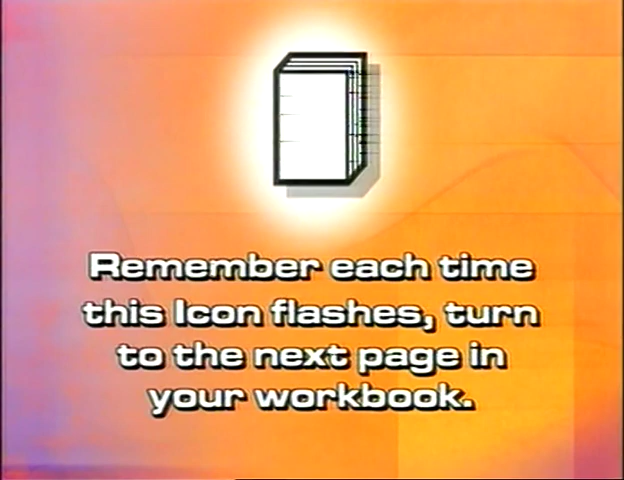 Remember each time
this Icon flashes, turn
to the next page in
your workbook.